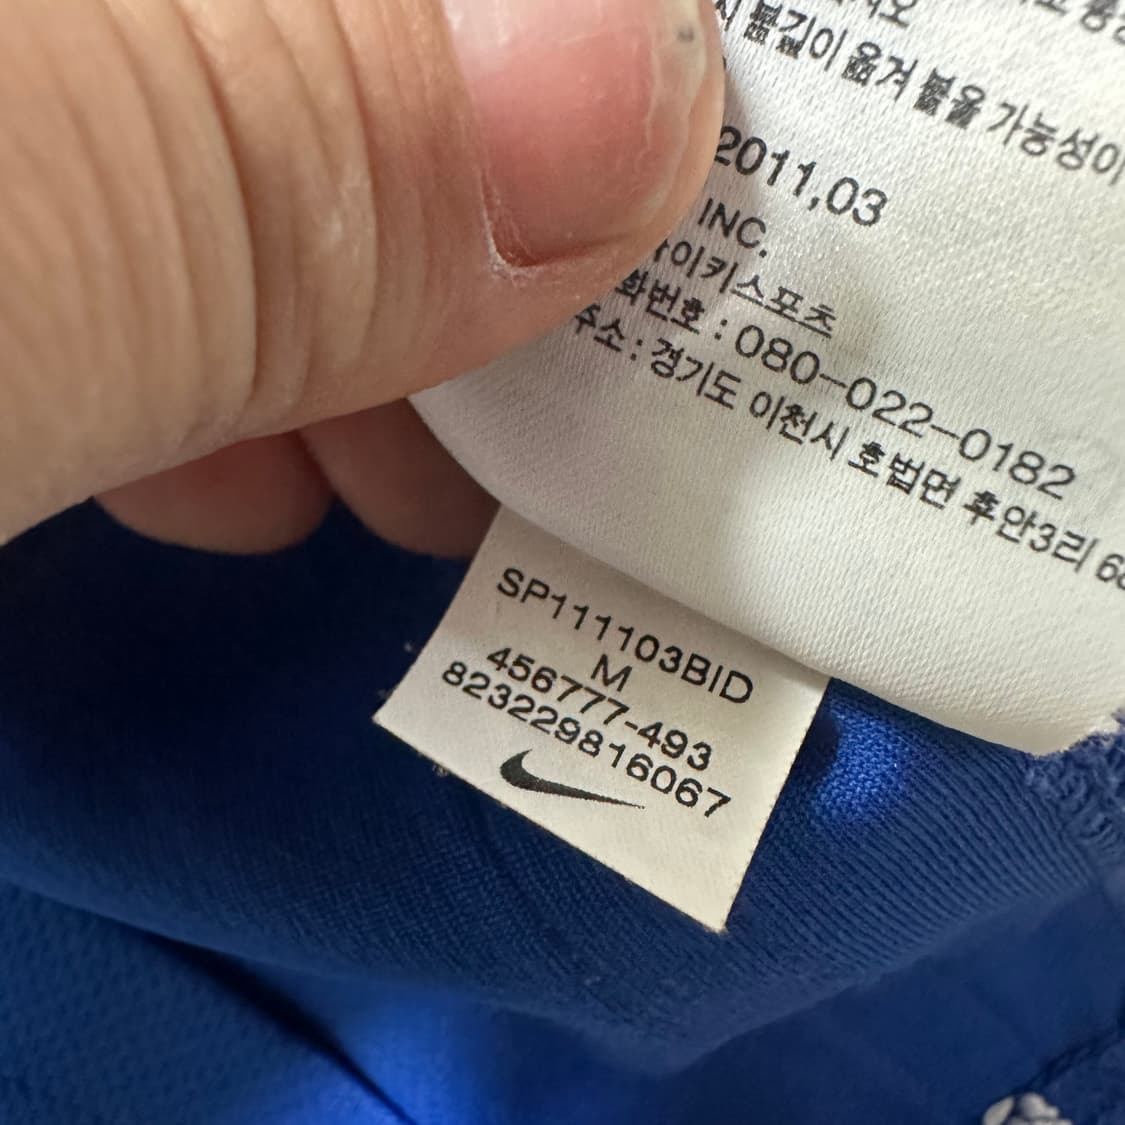 불길이 옮겨 붙을 가능성이
2011,03
INC.
나이키스포츠
화번호 : 080-022-0182
주소 : 경기도 이천시 호법면 후안3리
SP111103BID
M
456777-493
823229816067